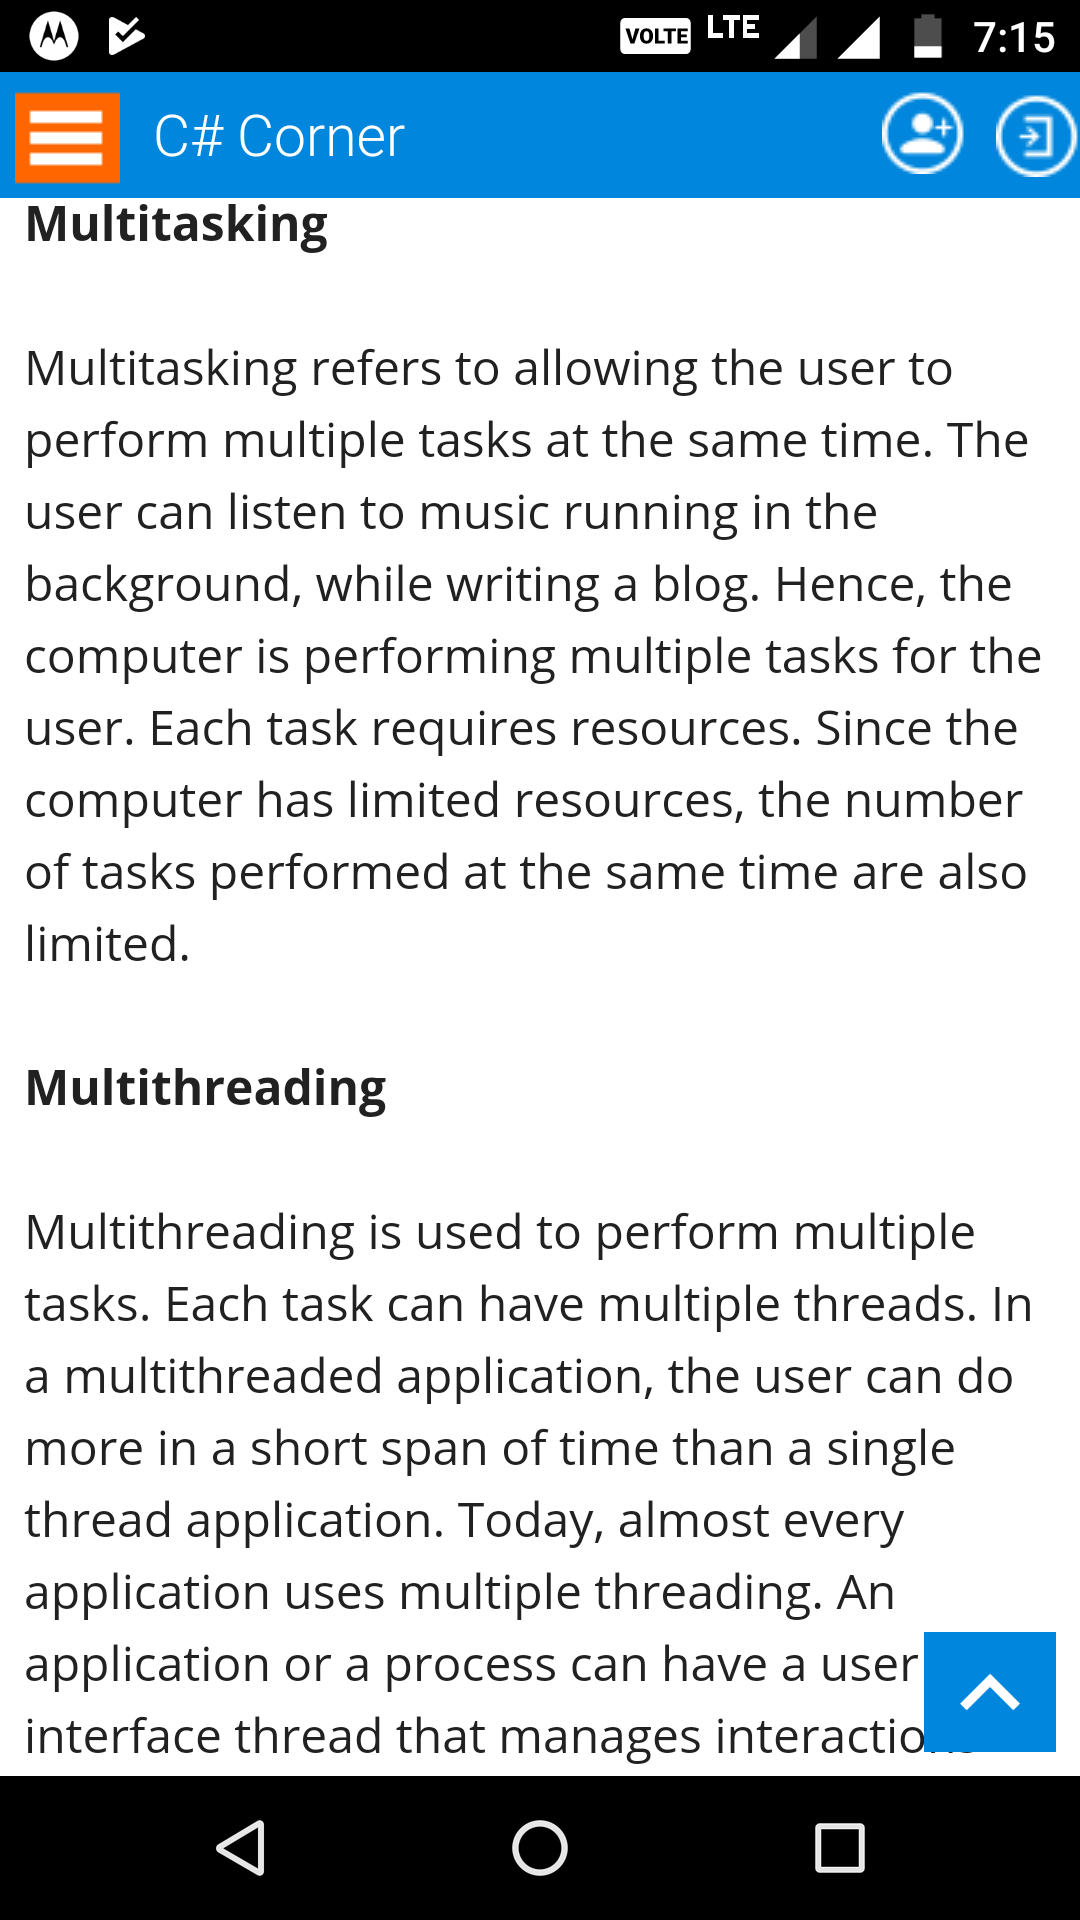 VOLTE LTE 7:15
C# Corner
Multitasking
Multitasking refers to allowing the user to
perform multiple tasks at the same time. The
user can listen to music running in the
background, while writing a blog. Hence, the
computer is performing multiple tasks for the
user. Each task requires resources. Since the
computer has limited resources, the number
of tasks performed at the same time are also
limited.
Multithreading
Multithreading is used to perform multiple
tasks. Each task can have multiple threads. In
a multithreaded application, the user can do
more in a short span of time than a single
thread application. Today, almost every
application uses multiple threading. An
application or a process can have a user
interface thread that manages